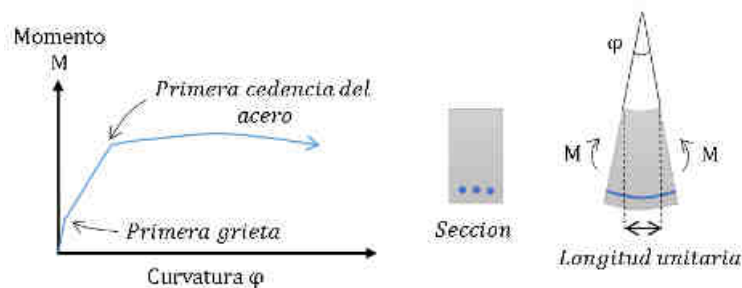 Momento
M
Primera cedencia del
acero
Primera grieta
Curvatura φ
Seccion
φ
M
M
Longitud unitaria